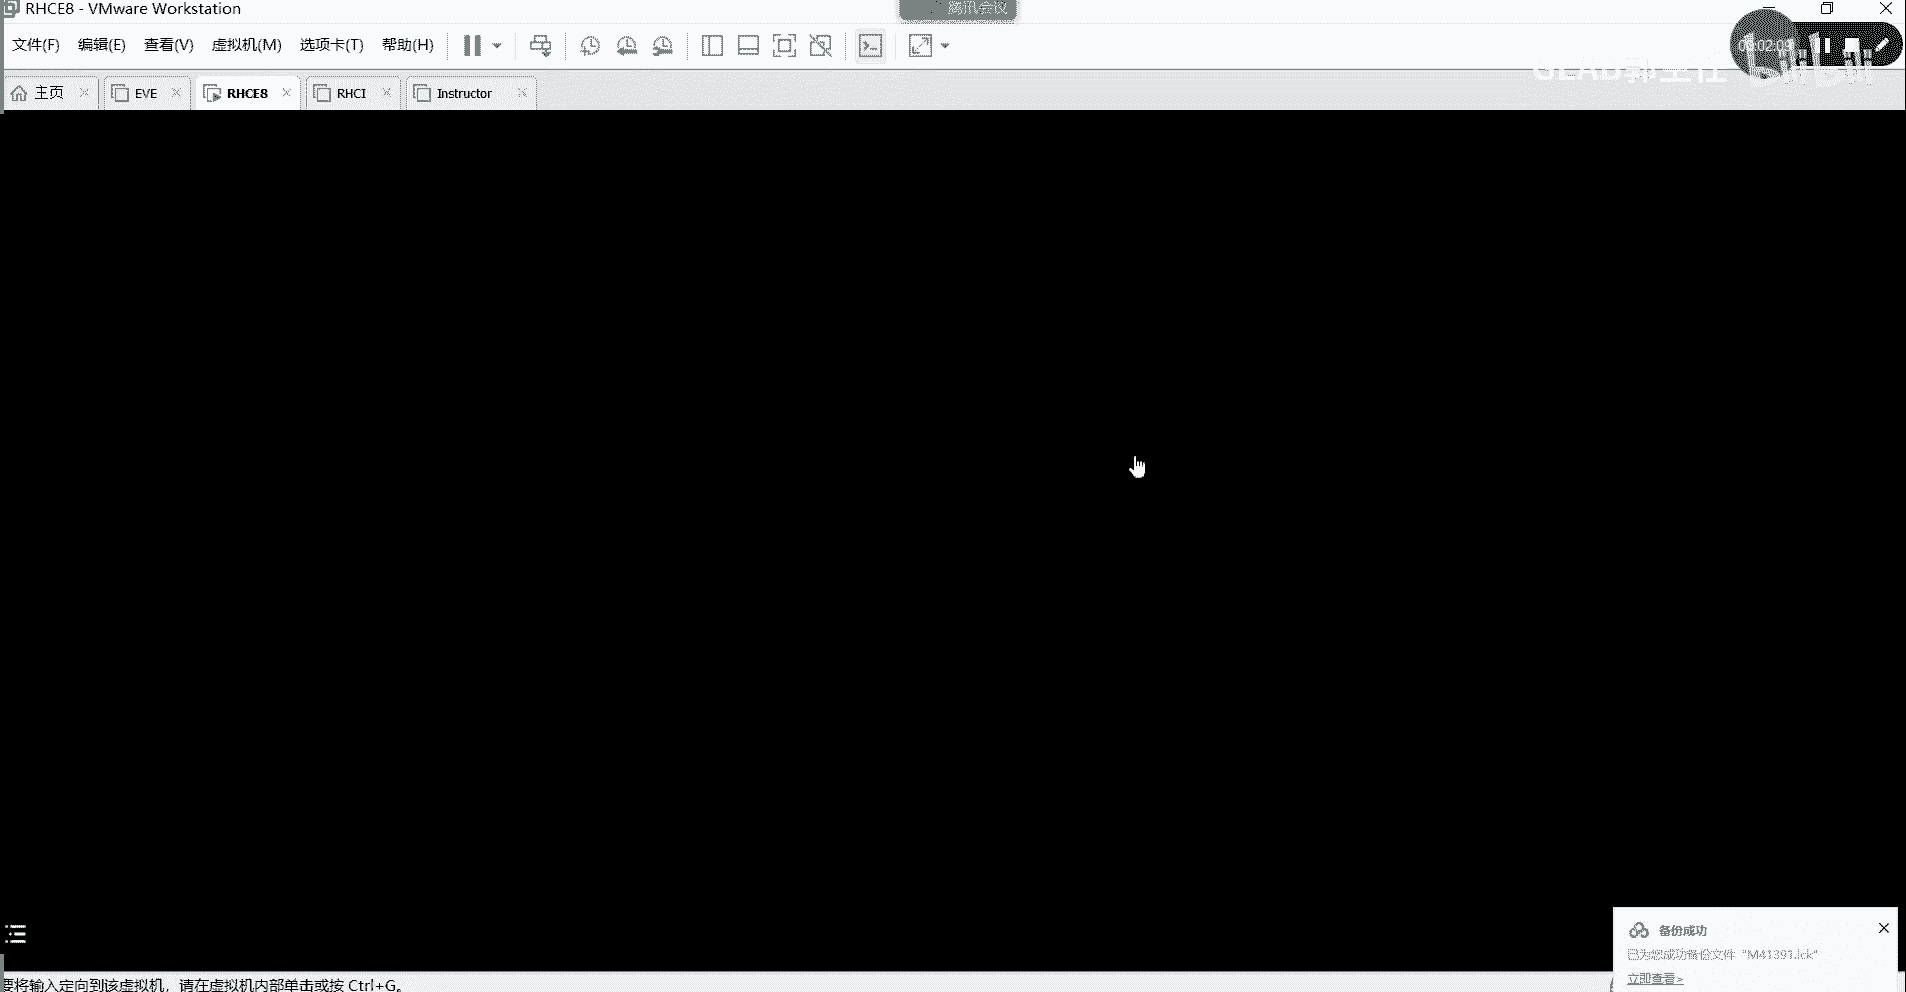 RHCE8 - VMware Workstation
腾讯会议
文件(F) 编辑(E) 查看(V) 虚拟机(M) 选项卡(T) 帮助(H)
主页 EVE RHCE8 RHCI Instructor
bilibili
备份成功
已为您成功备份文件 "M41391.lck"
立即查看>
要将输入定向到该虚拟机，请在虚拟机内部单击或按 Ctrl+G。